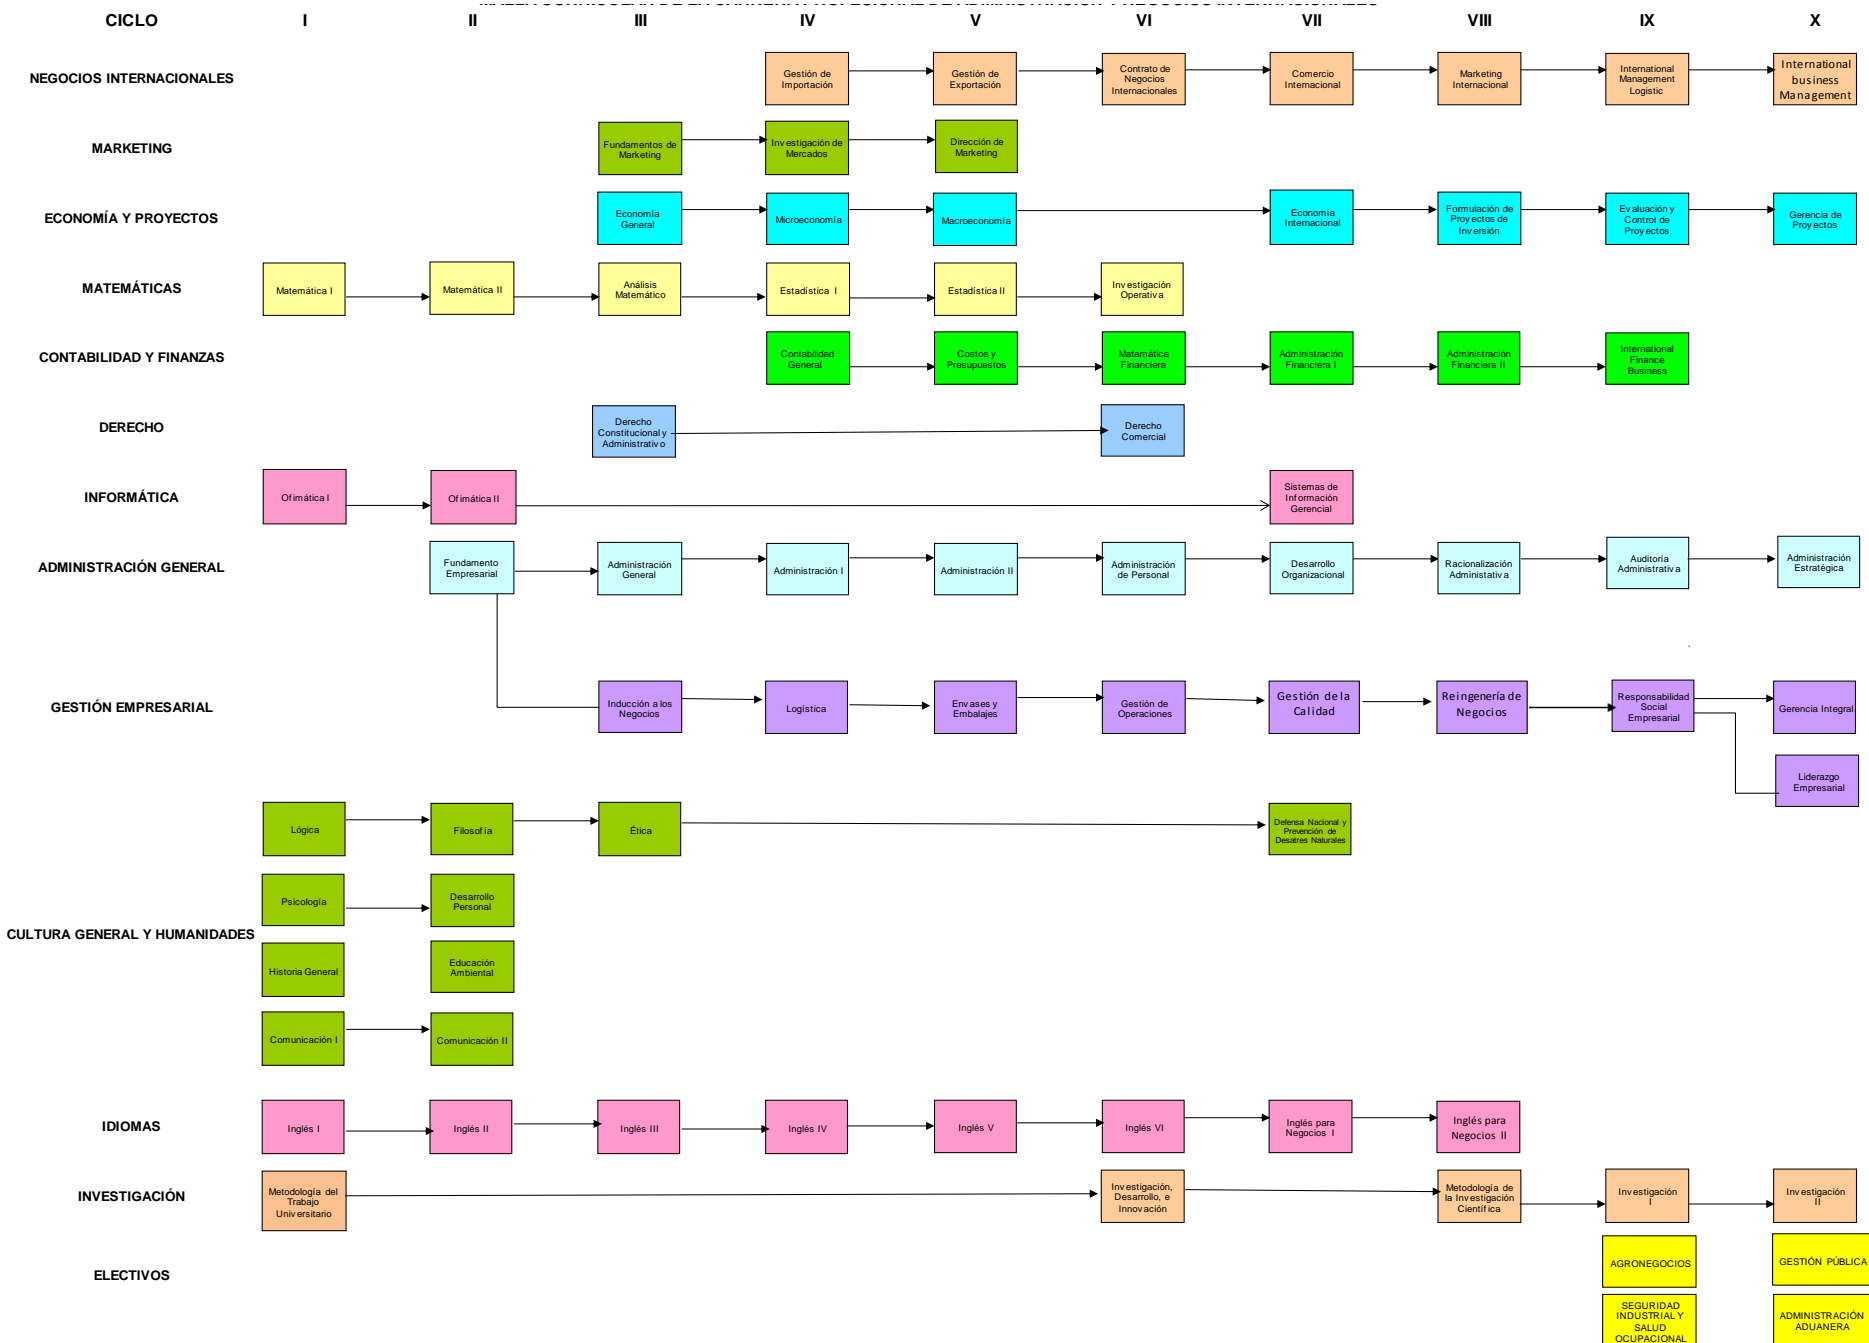 CICLO I II III IV V VI VII VIII IX X
NEGOCIOS INTERNACIONALES
Gestión de
Importación
Gestión de
Exportación
Contrato de
Negocios
Internacionales
Comercio
Internacional
Marketing
Internacional
International
Management
Logistic
International
business
Management
MARKETING
Fundamentos de
Marketing
Investigación de
Mercados
Dirección de
Marketing
ECONOMÍA Y PROYECTOS
Economía
General
Microeconomía
Macroeconomía
Economía
Internacional
Formulación de
Proyectos de
Inversión
Evaluación y
Control de
Proyectos
Gerencia de
Proyectos
MATEMÁTICAS
Matemática I
Matemática II
Análisis
Matemático
Estadística I
Estadística II
Investigación
Operativa
CONTABILIDAD Y FINANZAS
Contabilidad
General
Costos y
Presupuestos
Matemática
Financiera
Administración
Financiera I
Administración
Financiera II
International
Finance
Business
DERECHO
Derecho
Constitucional y
Administrativo
Derecho
Comercial
INFORMÁTICA
Ofimática I
Ofimática II
Sistemas de
Información
Gerencial
ADMINISTRACIÓN GENERAL
Fundamento
Empresarial
Administración
General
Administración I
Administración II
Administración
de Personal
Desarrollo
Organizacional
Racionalización
Administativa
Auditoría
Administrativa
Administración
Estratégica
GESTIÓN EMPRESARIAL
Inducción a los
Negocios
Logística
Envases y
Embalajes
Gestión de
Operaciones
Gestión de la
Calidad
Reingenería de
Negocios
Responsabilidad
Social
Empresarial
Gerencia Integral
Liderazgo
Empresarial
CULTURA GENERAL Y HUMANIDADES
Lógica
Filosofía
Ética
Defensa Nacional y
Prevención de
Desatres Naturales
Psicología
Desarrollo
Personal
Historia General
Educación
Ambiental
Comunicación I
Comunicación II
IDIOMAS
Inglés I
Inglés II
Inglés III
Inglés IV
Inglés V
Inglés VI
Inglés para
Negocios I
Inglés para
Negocios II
INVESTIGACIÓN
Metodología del
Trabajo
Universitario
Investigación,
Desarrollo, e
Innovación
Metodología de
la Investigación
Científica
Investigación
I
Investigación
II
ELECTIVOS
AGRONEGOCIOS
GESTIÓN PÚBLICA
SEGURIDAD
INDUSTRIAL Y
SALUD
OCUPACIONAL
ADMINISTRACIÓN
ADUANERA